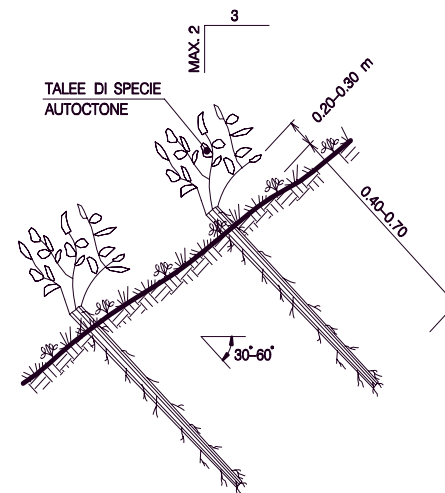 3
MAX. 2
TALEE DI SPECIE
AUTOCTONE
0.20-0.30 m
0.40-0.70
30°-60°